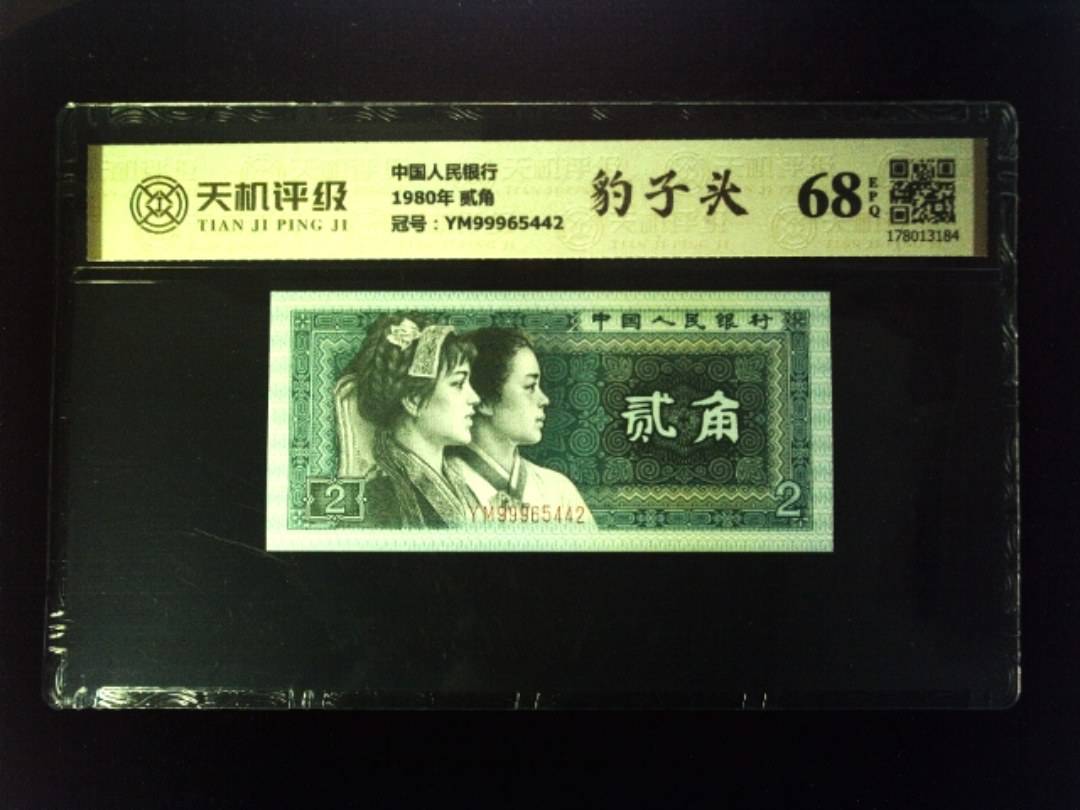 天机评级
TIAN JI PING JI
中国人民银行
1980年 贰角
冠号：YM99965442
豹子头
68
EPQ
178013184
中国人民银行
贰角
2
YM99965442
2